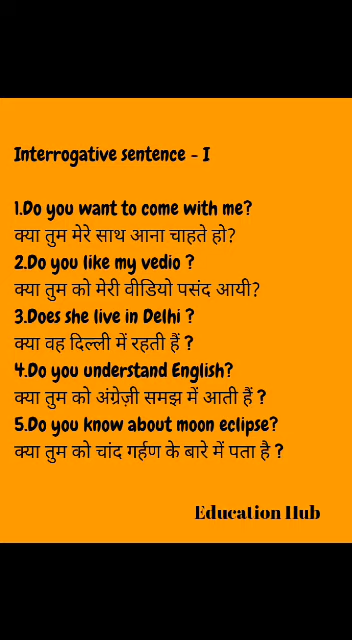 Interrogative sentence - I
1.Do you want to come with me?
क्या तुम मेरे साथ आना चाहते हो?
2.Do you like my vedio ?
क्या तुम को मेरी वीडियो पसंद आयी?
3.Does she live in Delhi ?
क्या वह दिल्ली में रहती हैं ?
4.Do you understand English?
क्या तुम को अंग्रेज़ी समझ में आती हैं ?
5.Do you know about moon eclipse?
क्या तुम को चांद गर्हण के बारे में पता है ?
Education Hub